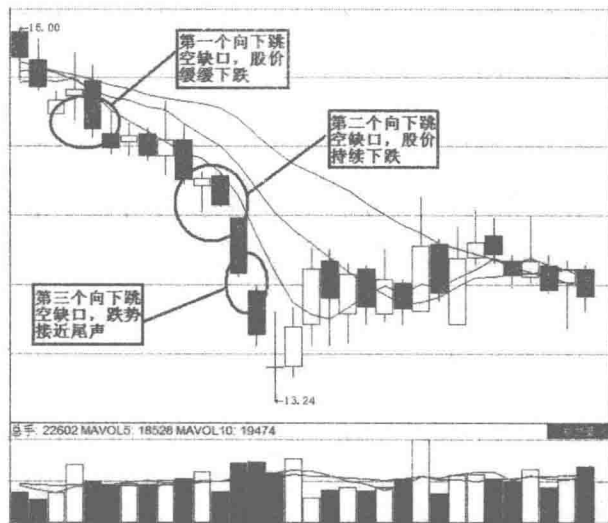 16.00
第一个向下跳
空缺口，股价
缓缓下跌
第二个向下跳
空缺口，股价
持续下跌
第三个向下跳
空缺口，跌势
接近尾声
13.24
总手: 22602 MAVOL5: 18526 MAVOL10: 19474